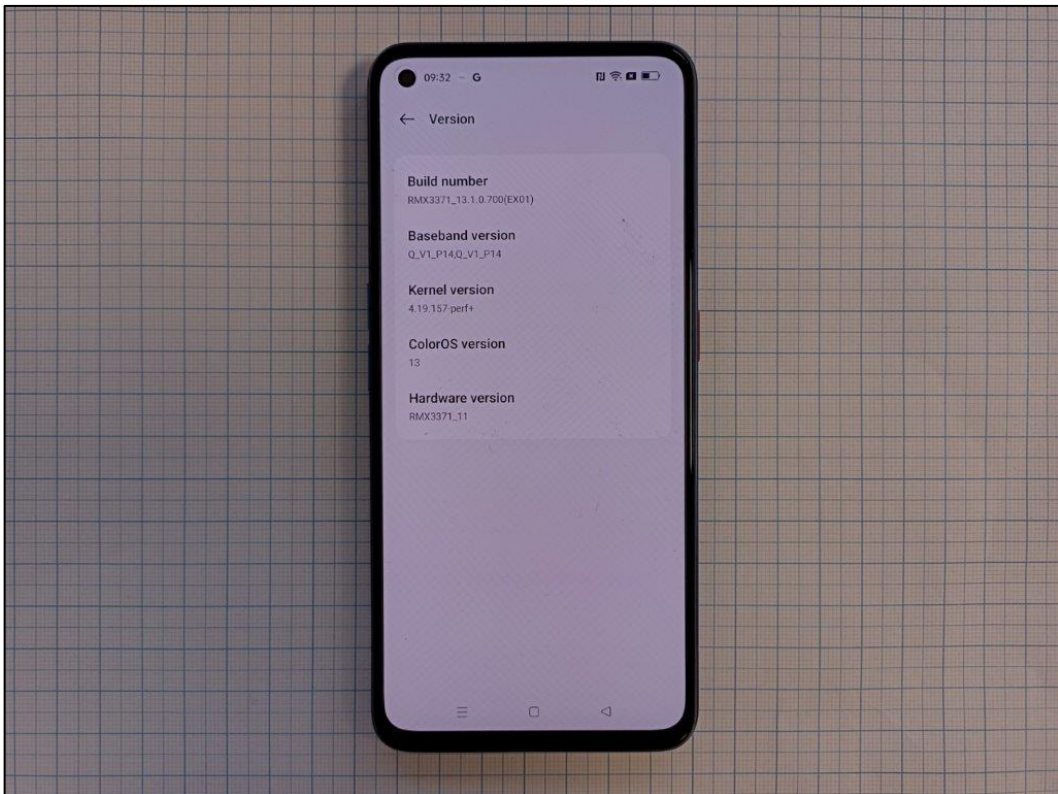 09:32 G
Version
Build number
RMX3371_13.1.0.700(EX01)
Baseband version
Q_V1_P14,Q_V1_P14
Kernel version
4.19.157-perf+
ColorOS version
13
Hardware version
RMX3371_11